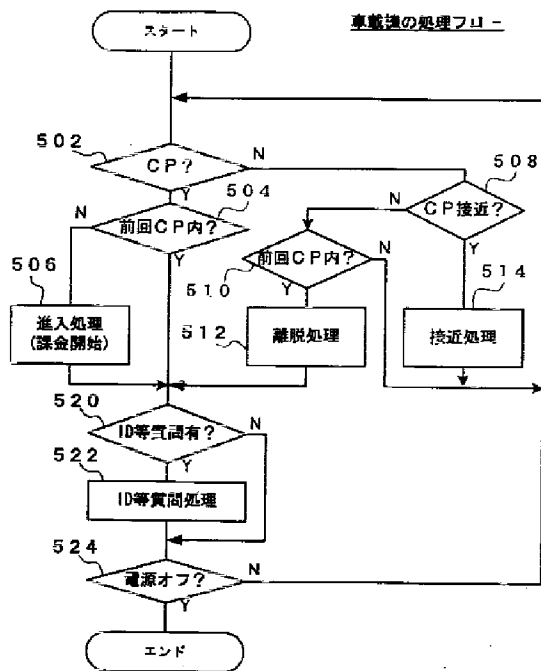 車載機の処理フロー
スタート
502
CP?
N
Y
504
前回CP内?
N
Y
508
CP接近?
N
Y
506
進入処理
(課金開始)
510
前回CP内?
N
Y
512
離脱処理
514
接近処理
520
ID等質問有?
N
Y
522
ID等質問処理
524
電源オフ?
N
Y
エンド